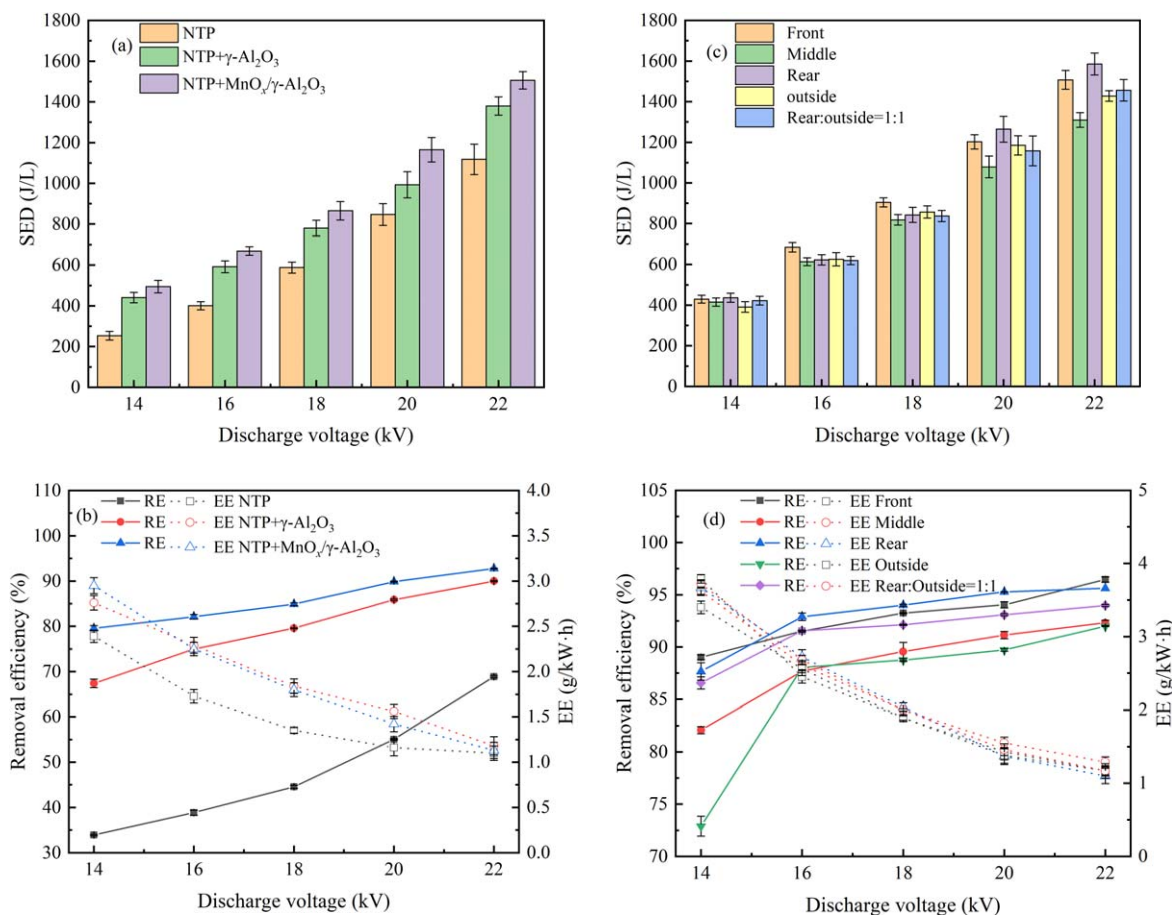 (a)
NTP
NTP+γ-Al₂O₃
NTP+MnOₓ/γ-Al₂O₃
SED (J/L)
1800
1600
1400
1200
1000
800
600
400
200
0
14 16 18 20 22
Discharge voltage (kV)
(c)
Front
Middle
Rear
outside
Rear:outside=1:1
SED (J/L)
1800
1600
1400
1200
1000
800
600
400
200
0
14 16 18 20 22
Discharge voltage (kV)
(b)
RE EE NTP
RE EE NTP+γ-Al₂O₃
RE EE NTP+MnOₓ/γ-Al₂O₃
Removal efficiency (%)
110
100
90
80
70
60
50
40
30
EE (g/kW·h)
4.0
3.5
3.0
2.5
2.0
1.5
1.0
0.5
0.0
14 16 18 20 22
Discharge voltage (kV)
(d)
RE EE Front
RE EE Middle
RE EE Rear
RE EE Outside
RE EE Rear:Outside=1:1
Removal efficiency (%)
105
100
95
90
85
80
75
70
EE (g/kW·h)
5
4
3
2
1
0
14 16 18 20 22
Discharge voltage (kV)